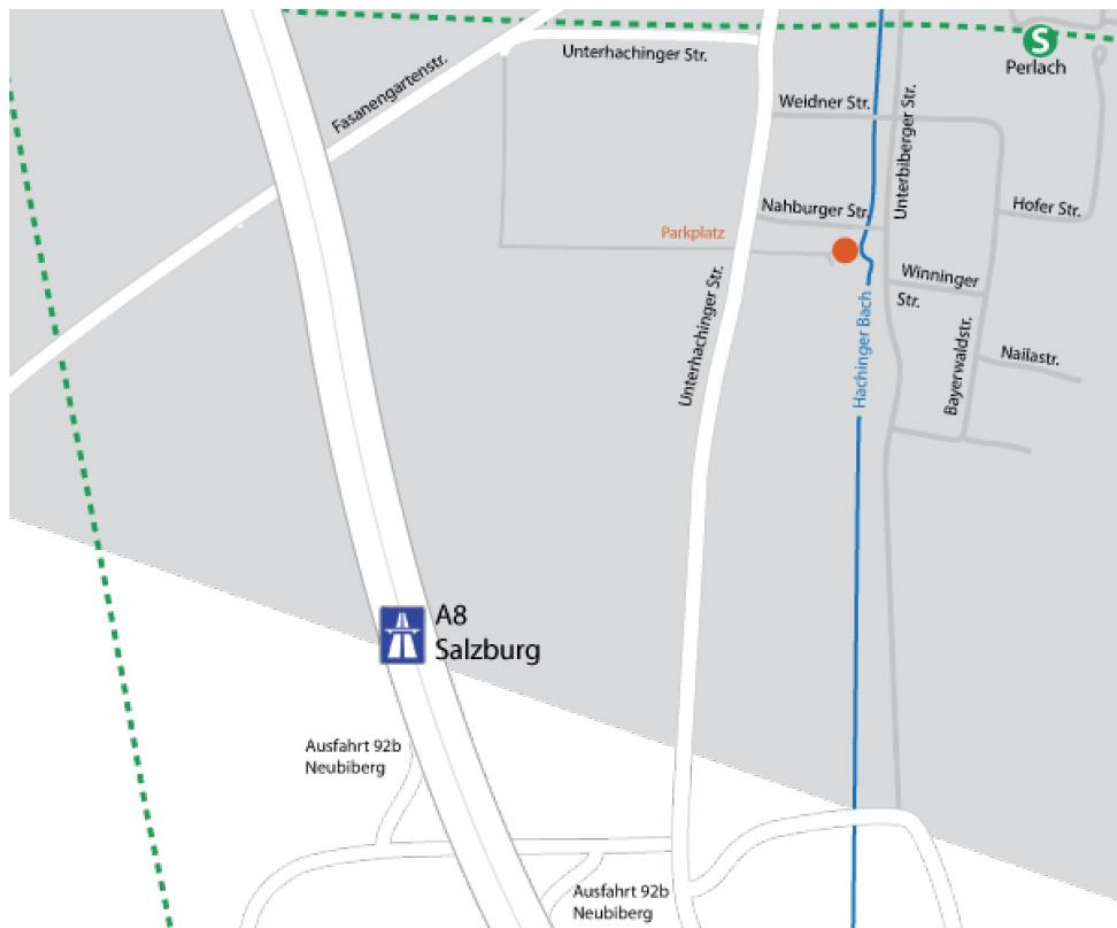 Unterhachinger Str.
S
Perlach
Fasanengartenstr.
Weidner Str.
Unterbiberger Str.
Nahburger Str.
Hofer Str.
Parkplatz
Winninger
Str.
Unterhachinger Str.
Hachinger Bach
Bayerwaldstr.
Nailastr.
A8
Salzburg
Ausfahrt 92b
Neubiberg
Ausfahrt 92b
Neubiberg